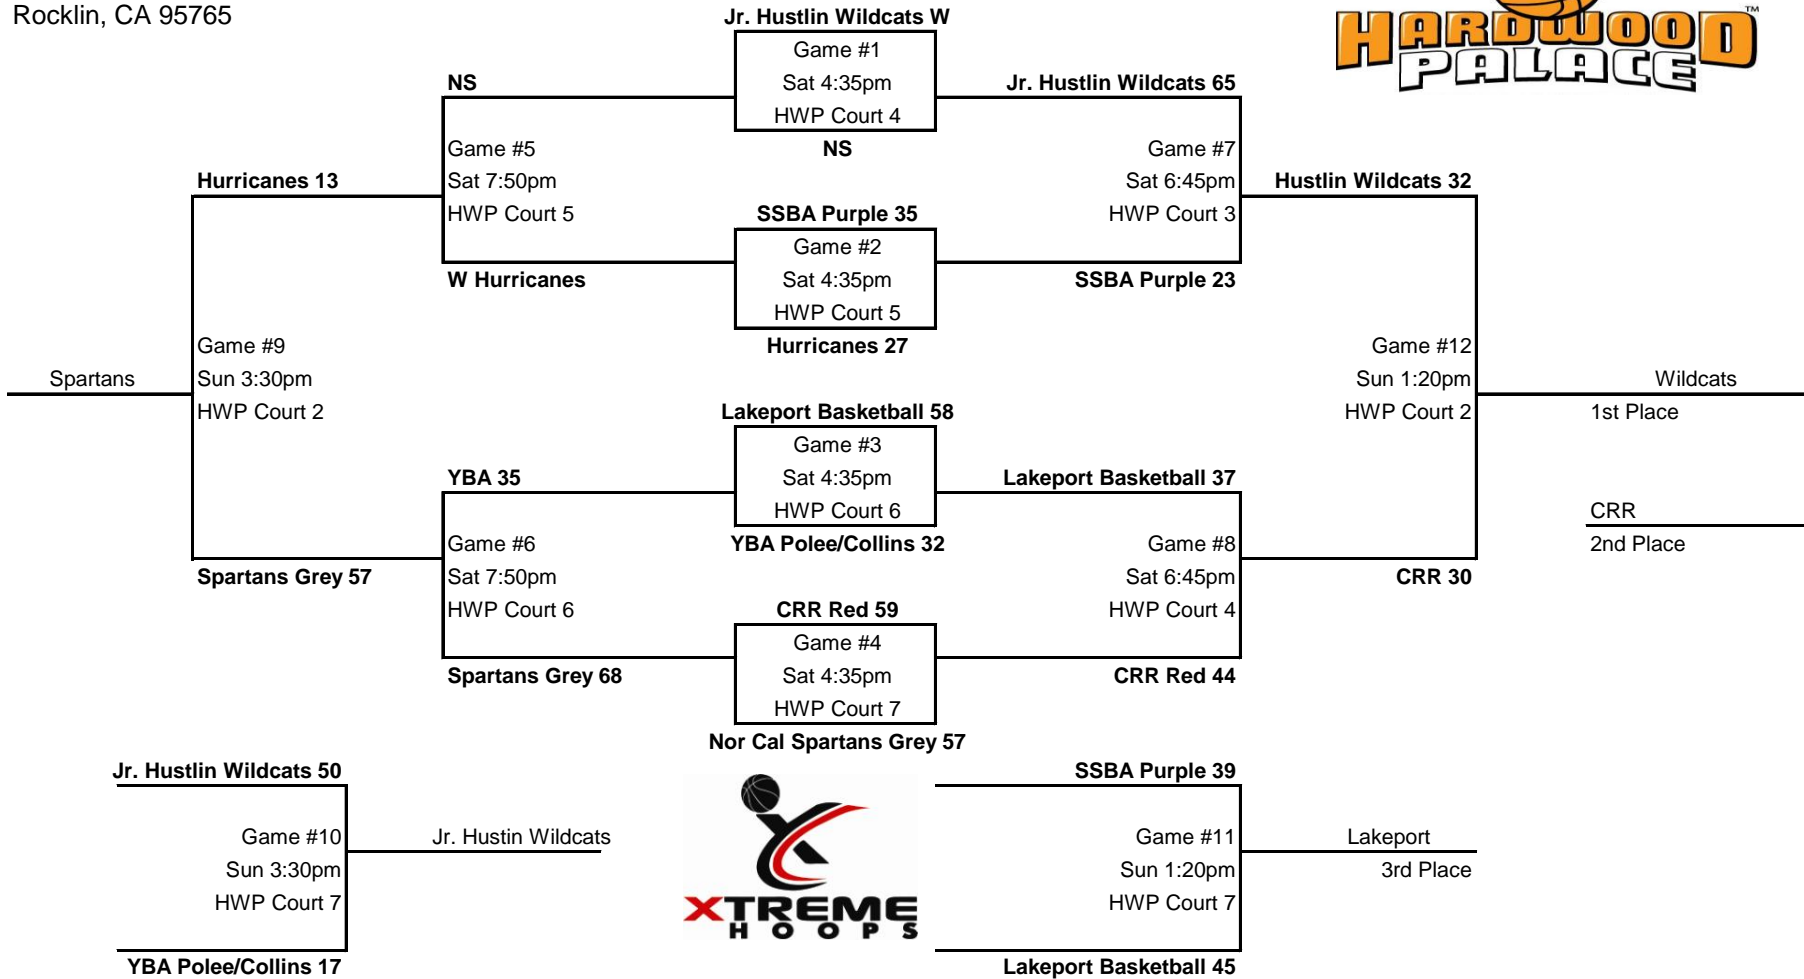 Rocklin, CA 95765
HARDWOOD
PALACE
TM
Jr. Hustlin Wildcats W
Game #1
Sat 4:35pm
HWP Court 4
NS
NS
Game #5
Sat 7:50pm
HWP Court 5
W Hurricanes
Jr. Hustlin Wildcats 65
Game #7
Sat 6:45pm
HWP Court 3
SSBA Purple 23
Hurricanes 13
Hustlin Wildcats 32
SSBA Purple 35
Game #2
Sat 4:35pm
HWP Court 5
Hurricanes 27
Spartans
Game #9
Sun 3:30pm
HWP Court 2
Game #12
Sun 1:20pm
HWP Court 2
Wildcats
1st Place
Lakeport Basketball 58
Game #3
Sat 4:35pm
HWP Court 6
YBA Polee/Collins 32
YBA 35
Game #6
Sat 7:50pm
HWP Court 6
Spartans Grey 68
Lakeport Basketball 37
Game #8
Sat 6:45pm
HWP Court 4
CRR Red 44
CRR
2nd Place
Spartans Grey 57
CRR 30
CRR Red 59
Game #4
Sat 4:35pm
HWP Court 7
Nor Cal Spartans Grey 57
Jr. Hustlin Wildcats 50
Game #10
Sun 3:30pm
HWP Court 7
YBA Polee/Collins 17
Jr. Hustin Wildcats
XTREME
HOOPS
SSBA Purple 39
Game #11
Sun 1:20pm
HWP Court 7
Lakeport Basketball 45
Lakeport
3rd Place